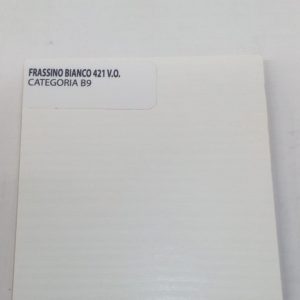 FRASSINO BIANCO 421 V.O.
CATEGORIA B9